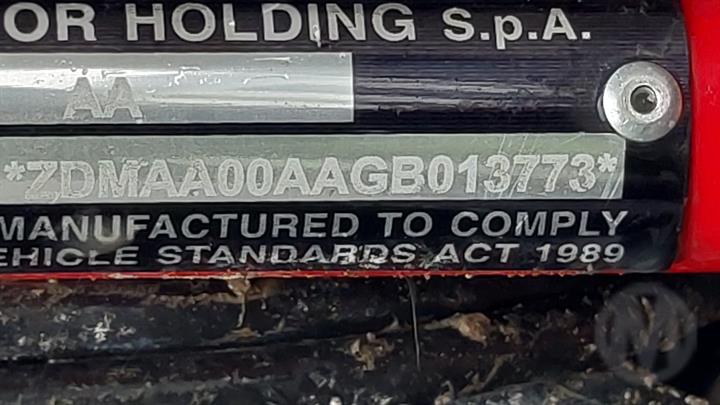 OR HOLDING S.p.A.
AA
*ZDMAA00AAGB013773*
MANUFACTURED TO COMPLY
EHICLE STANDARDS ACT 1989
M